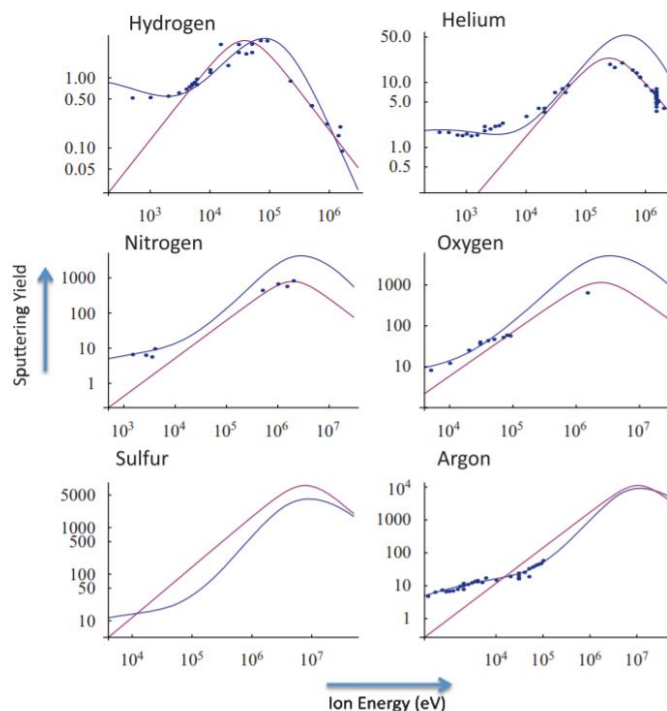 Hydrogen
1.00
0.50
0.10
0.05
10³ 10⁴ 10⁵ 10⁶
Helium
50.0
10.0
5.0
1.0
0.5
10³ 10⁴ 10⁵ 10⁶
Nitrogen
1000
100
10
1
10³ 10⁴ 10⁵ 10⁶ 10⁷
Oxygen
1000
100
10
10⁴ 10⁵ 10⁶ 10⁷
Sulfur
5000
1000
500
100
50
10
10⁴ 10⁵ 10⁶ 10⁷
Argon
10⁴
1000
100
10
1
10⁴ 10⁵ 10⁶ 10⁷
Sputtering Yield
Ion Energy (eV)